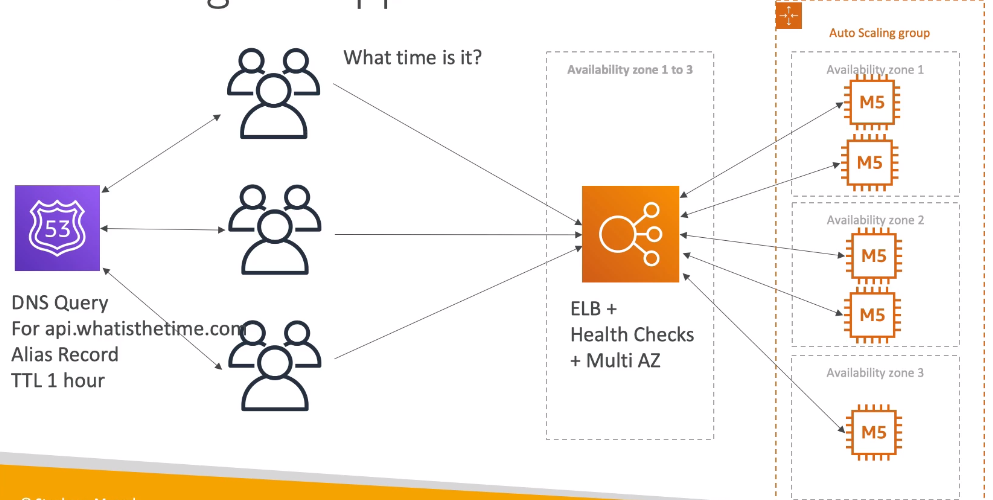 What time is it?
53
DNS Query
For api.whatisthetime.com
Alias Record
TTL 1 hour
Availability zone 1 to 3
ELB +
Health Checks
+ Multi AZ
Auto Scaling group
Availability zone 1
M5
M5
Availability zone 2
M5
M5
Availability zone 3
M5